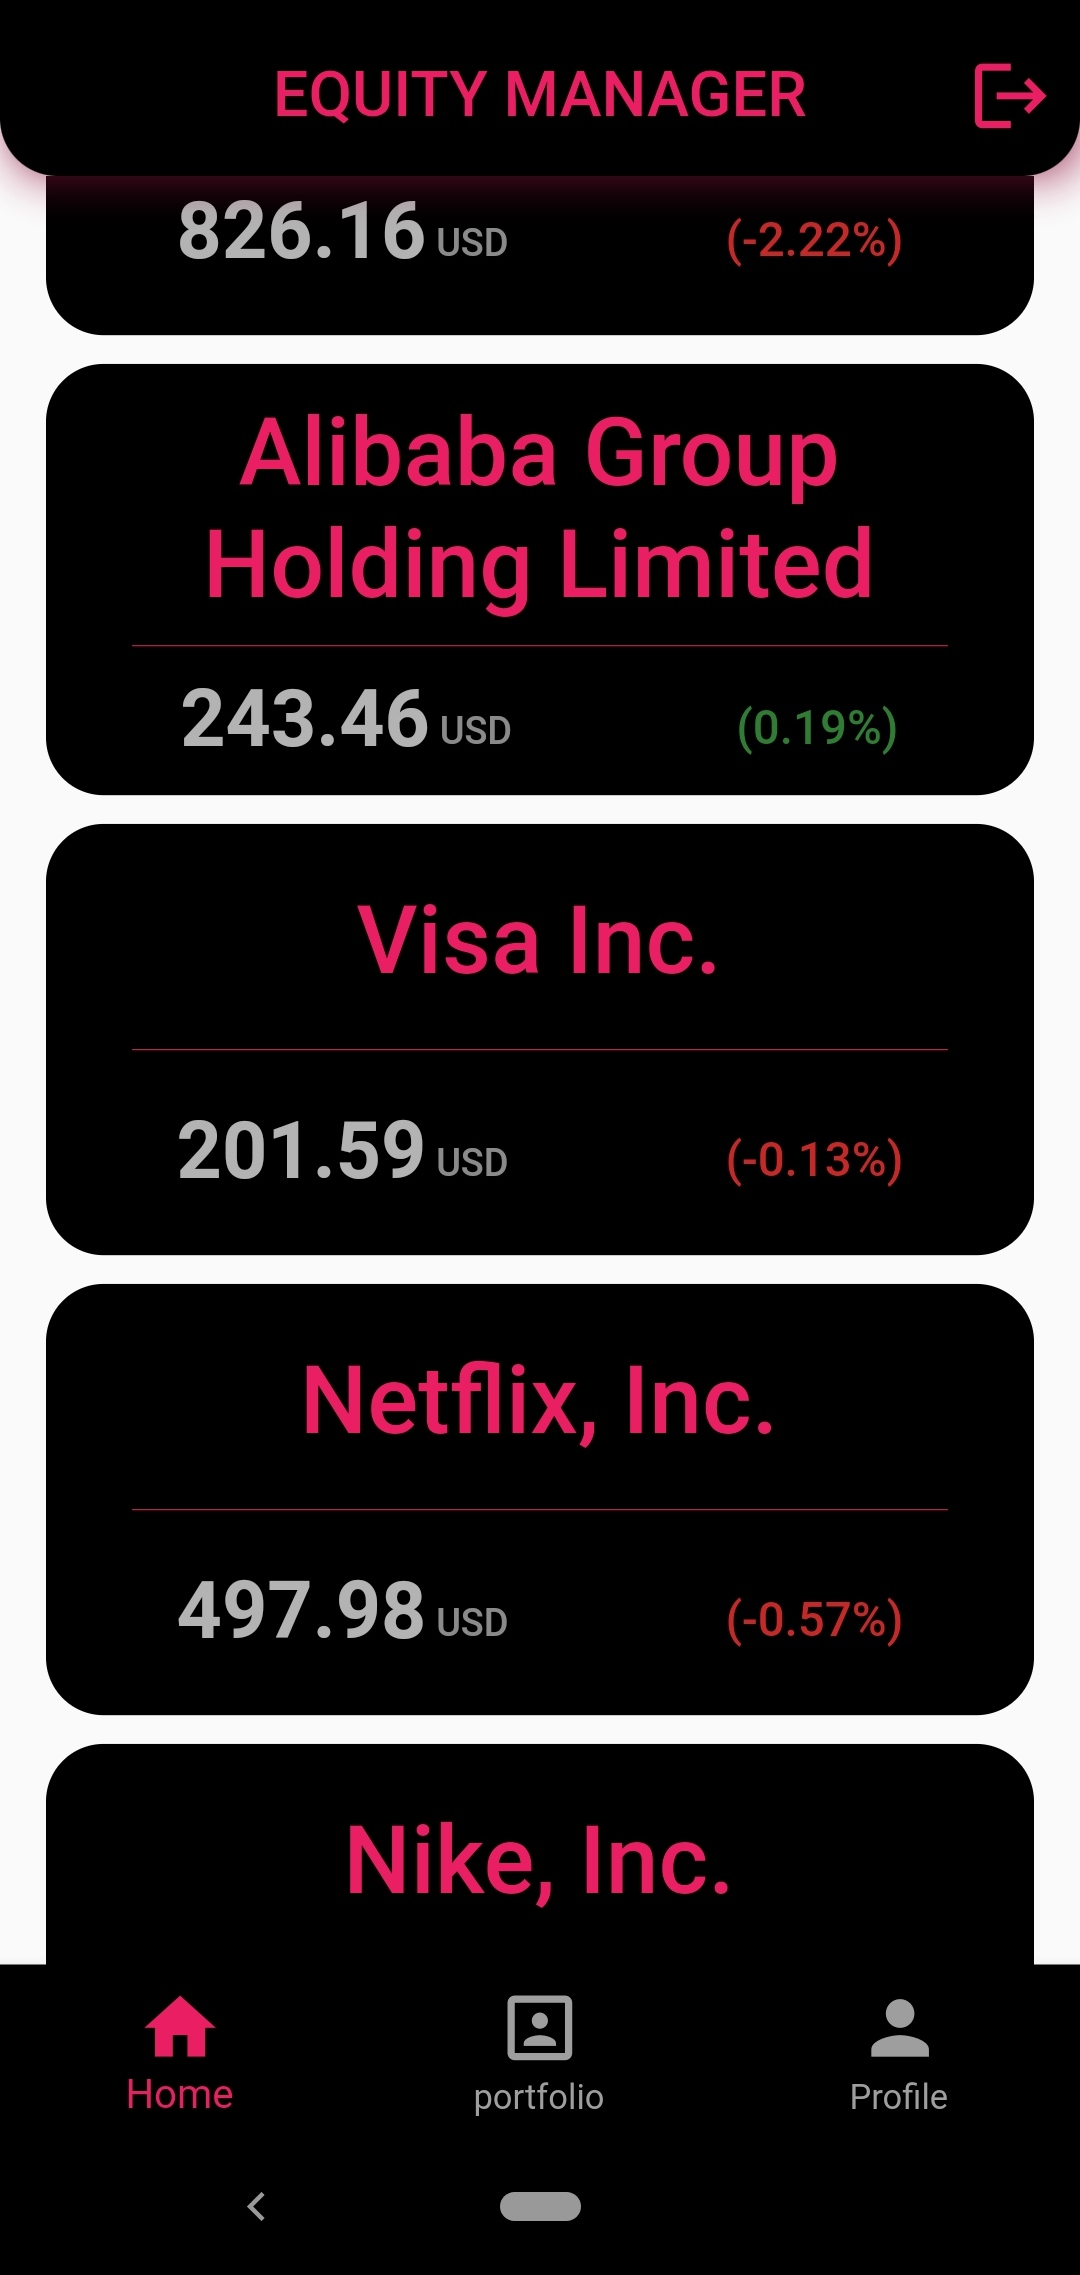 EQUITY MANAGER
826.16 USD (-2.22%)
Alibaba Group
Holding Limited
243.46 USD (0.19%)
Visa Inc.
201.59 USD (-0.13%)
Netflix, Inc.
497.98 USD (-0.57%)
Nike, Inc.
Home portfolio Profile